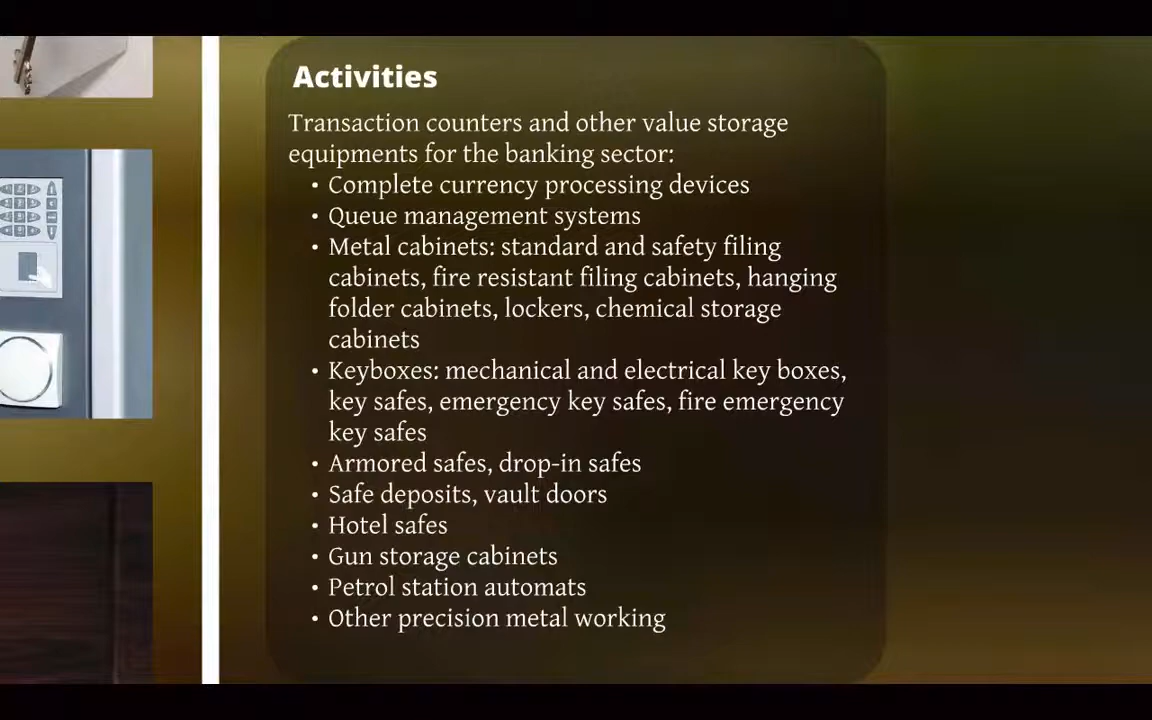 Activities
Transaction counters and other value storage
equipments for the banking sector:
• Complete currency processing devices
• Queue management systems
• Metal cabinets: standard and safety filing
cabinets, fire resistant filing cabinets, hanging
folder cabinets, lockers, chemical storage
cabinets
• Keyboxes: mechanical and electrical key boxes,
key safes, emergency key safes, fire emergency
key safes
• Armored safes, drop-in safes
• Safe deposits, vault doors
• Hotel safes
• Gun storage cabinets
• Petrol station automats
• Other precision metal working